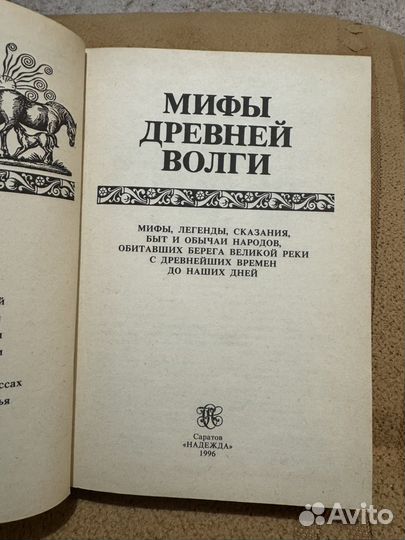 МИФЫ
ДРЕВНЕЙ
ВОЛГИ
МИФЫ, ЛЕГЕНДЫ, СКАЗАНИЯ,
БЫТ И ОБЫЧАИ НАРОДОВ,
ОБИТАВШИХ БЕРЕГА ВЕЛИКОЙ РЕКИ
С ДРЕВНЕЙШИХ ВРЕМЕН
ДО НАШИХ ДНЕЙ
Саратов
«НАДЕЖДА»
1996
Avito